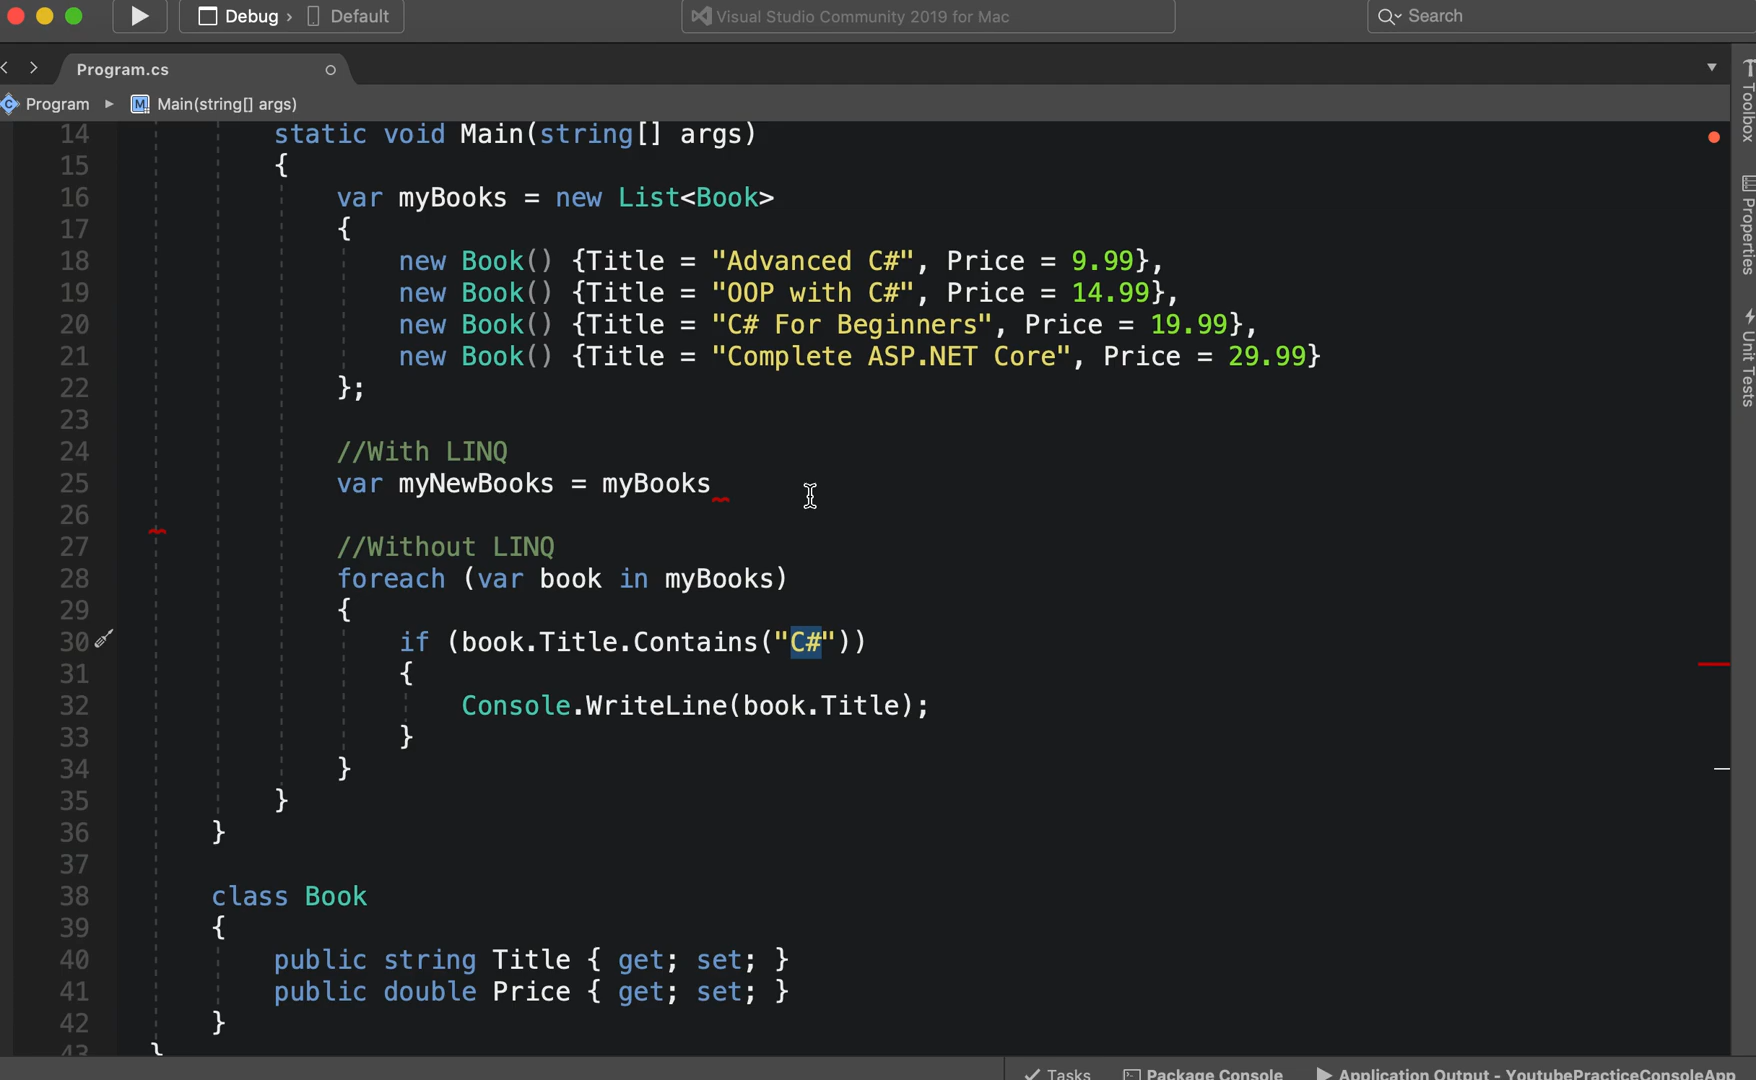 Debug › Default
Visual Studio Community 2019 for Mac
Search
Program.cs
Program ▸ Main(string[] args)
14 static void Main(string[] args)
15 {
16 var myBooks = new List<Book>
17 {
18 new Book() {Title = "Advanced C#", Price = 9.99},
19 new Book() {Title = "OOP with C#", Price = 14.99},
20 new Book() {Title = "C# For Beginners", Price = 19.99},
21 new Book() {Title = "Complete ASP.NET Core", Price = 29.99}
22 };
23
24 //With LINQ
25 var myNewBooks = myBooks
26
27 //Without LINQ
28 foreach (var book in myBooks)
29 {
30 if (book.Title.Contains("C#"))
31 {
32 Console.WriteLine(book.Title);
33 }
34 }
35 }
36 }
37
38 class Book
39 {
40 public string Title { get; set; }
41 public double Price { get; set; }
42 }
43 }
Toolbox
Properties
Unit Tests
Tasks
Package Console
Application Output - YoutubePracticeConsoleApp